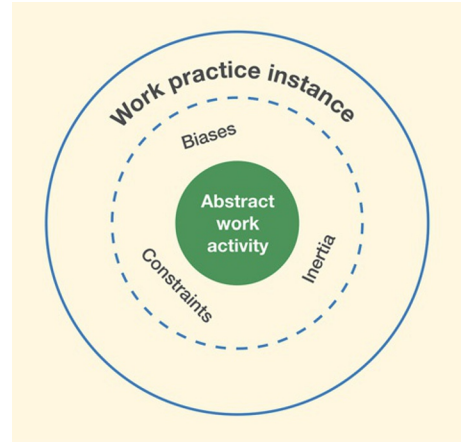 Work practice instance
Biases
Abstract
work
activity
Constraints
Inertia